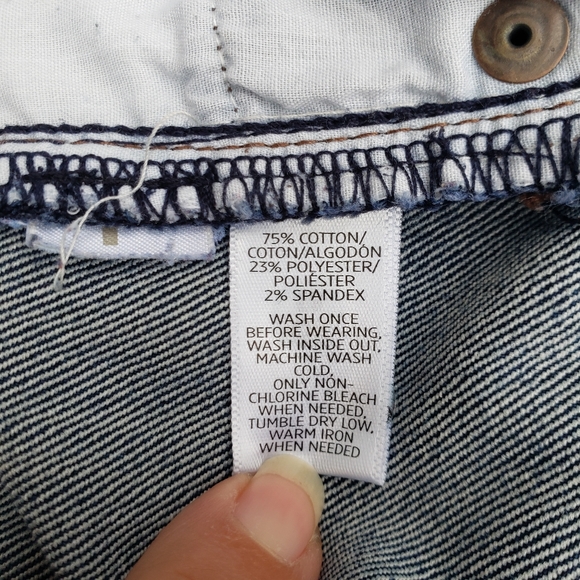 75% COTTON/
COTON/ALGODÓN
23% POLYESTER/
POLIÉSTER
2% SPANDEX
WASH ONCE
BEFORE WEARING,
WASH INSIDE OUT,
MACHINE WASH
COLD,
ONLY NON-
CHLORINE BLEACH
WHEN NEEDED,
TUMBLE DRY LOW,
WARM IRON
WHEN NEEDED